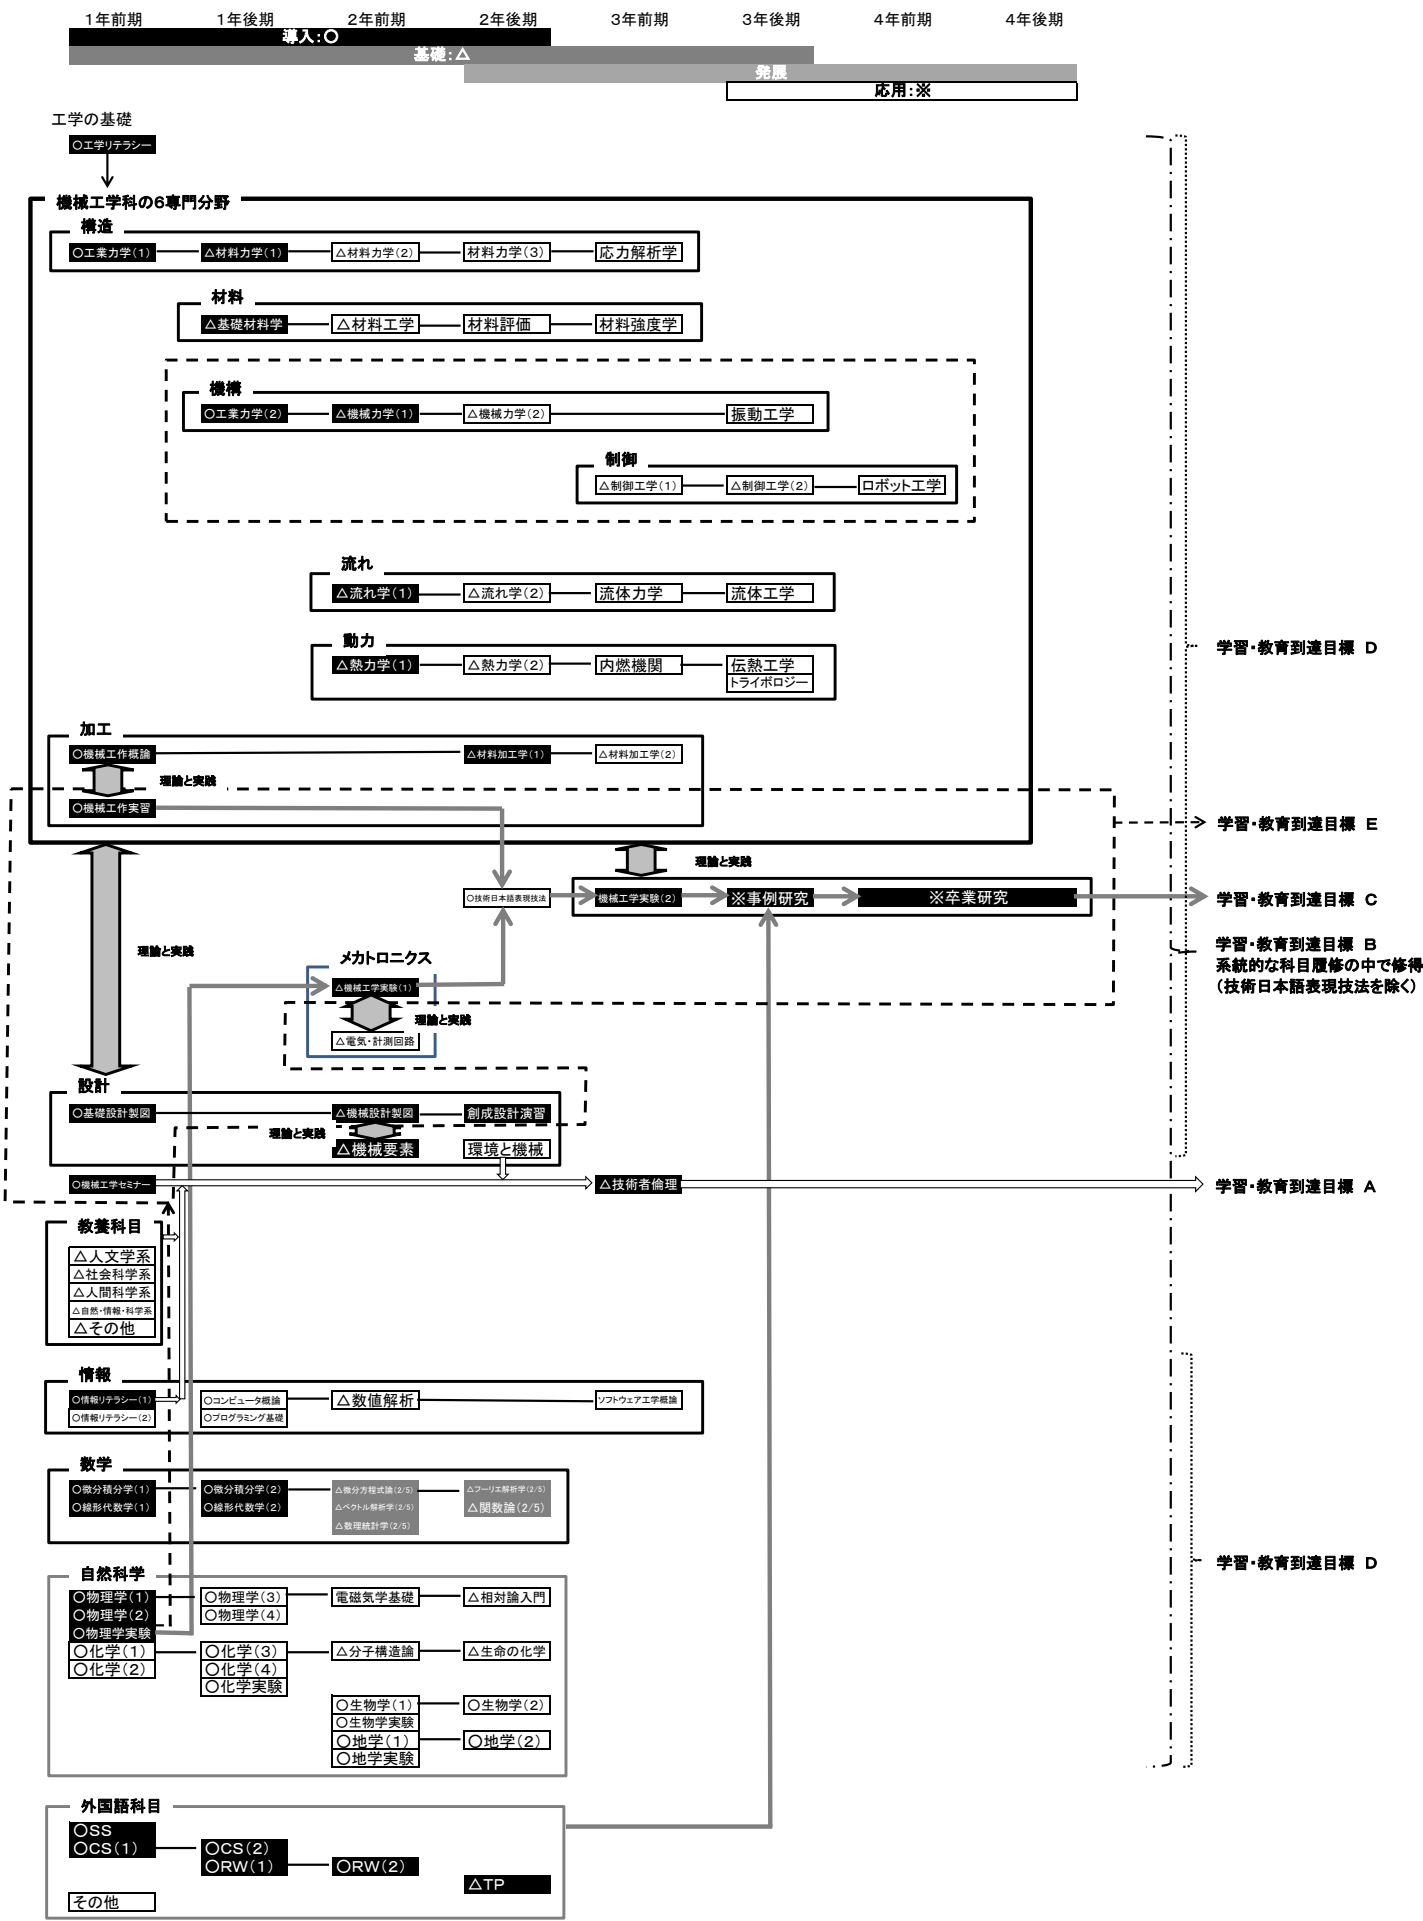 1年前期 1年後期 2年前期 2年後期 3年前期 3年後期 4年前期 4年後期
導入:○
基礎:△
発展
応用:※
工学の基礎
○工学リテラシー
機械工学科の6専門分野
構造
○工業力学(1) △材料力学(1) △材料力学(2) 材料力学(3) 応力解析学
材料
△基礎材料学 △材料工学 材料評価 材料強度学
機構
○工業力学(2) △機械力学(1) △機械力学(2) 振動工学
制御
△制御工学(1) △制御工学(2) ロボット工学
流れ
△流れ学(1) △流れ学(2) 流体力学 流体工学
動力
学習・教育到達目標 D
△熱力学(1) △熱力学(2) 内燃機関 伝熱工学
トライボロジー
加工
○機械工作概論 △材料加工学(1) △材料加工学(2)
理論と実践
○機械工作実習
学習・教育到達目標 E
理論と実践
○技術日本語表現技法 機械工学実験(2) ※事例研究 ※卒業研究 学習・教育到達目標 C
学習・教育到達目標 B
系統的な科目履修の中で修得
(技術日本語表現技法を除く)
理論と実践
メカトロニクス
△機械工学実験(1)
理論と実践
△電気・計測回路
設計
○基礎設計製図 △機械設計製図 創成設計演習
理論と実践
△機械要素 環境と機械
○機械工学セミナー △技術者倫理 学習・教育到達目標 A
教養科目
△人文学系
△社会科学系
△人間科学系
△自然・情報・科学系
△その他
情報
○情報リテラシー(1) ○コンピュータ概論 △数値解析 ソフトウェア工学概論
○情報リテラシー(2) ○プログラミング基礎
数学
○微分積分学(1) ○微分積分学(2) △微分方程式論(2/5) △フーリエ解析学(2/5)
○線形代数学(1) ○線形代数学(2) △ベクトル解析学(2/5) △関数論(2/5)
△数理統計学(2/5)
学習・教育到達目標 D
自然科学
○物理学(1) ○物理学(3) 電磁気学基礎 △相対論入門
○物理学(2) ○物理学(4)
○物理学実験
○化学(1) ○化学(3) △分子構造論 △生命の化学
○化学(2) ○化学(4)
○化学実験
○生物学(1) ○生物学(2)
○生物学実験
○地学(1) ○地学(2)
○地学実験
外国語科目
○SS
○CS(1) ○CS(2)
○RW(1) ○RW(2)
△TP
その他